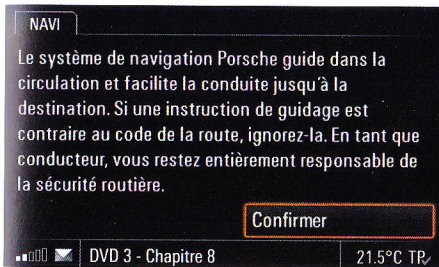 NAVI
Le système de navigation Porsche guide dans la
circulation et facilite la conduite jusqu'à la
destination. Si une instruction de guidage est
contraire au code de la route, ignorez-la. En tant que
conducteur, vous restez entièrement responsable de
la sécurité routière.
Confirmer
DVD 3 - Chapitre 8 21.5°C TP